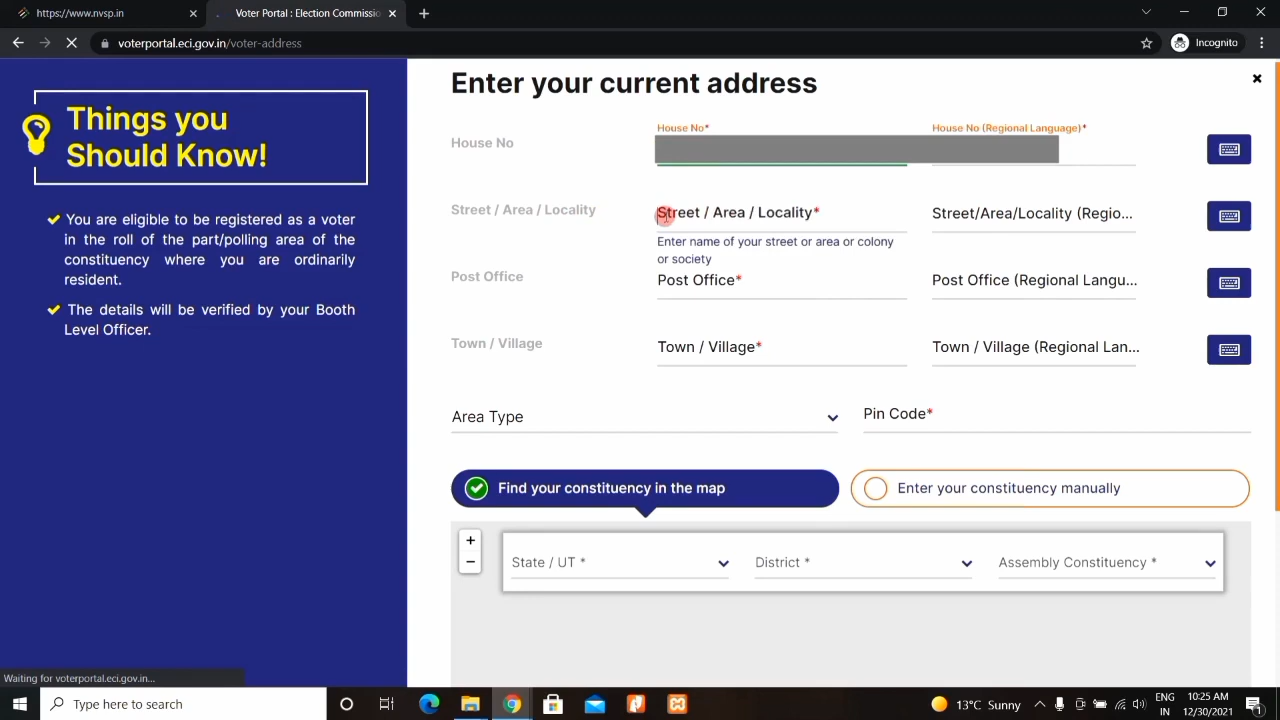 https://www.nvsp.in
Voter Portal : Election Commissio
voterportal.eci.gov.in/voter-address
Incognito
Things you
Should Know!
You are eligible to be registered as a voter
in the roll of the part/polling area of the
constituency where you are ordinarily
resident.
The details will be verified by your Booth
Level Officer.
Enter your current address
House No
House No*
House No (Regional Language)*
Street / Area / Locality
Street / Area / Locality*
Street/Area/Locality (Regio...
Enter name of your street or area or colony
or society
Post Office
Post Office*
Post Office (Regional Langu...
Town / Village
Town / Village*
Town / Village (Regional Lan...
Area Type
Pin Code*
Find your constituency in the map
Enter your constituency manually
+
−
State / UT *
District *
Assembly Constituency *
Waiting for voterportal.eci.gov.in...
Type here to search
13°C Sunny
ENG
IN
10:25 AM
12/30/2021
1